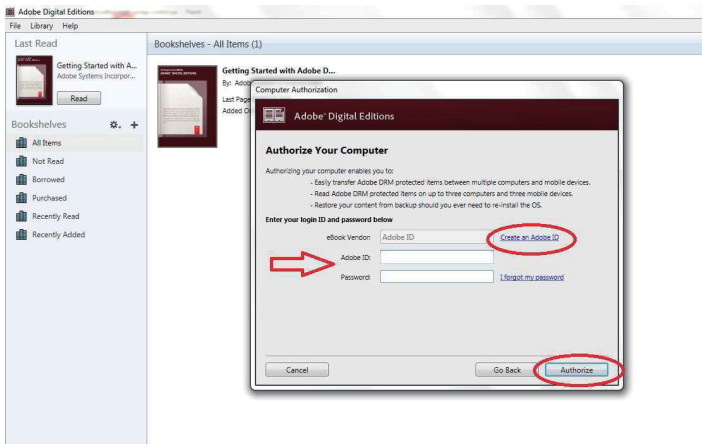 Adobe Digital Editions
File Library Help
Last Read
Getting Started with A...
Adobe Systems Incorpor...
Read
Bookshelves
All Items
Not Read
Borrowed
Purchased
Recently Read
Recently Added
Bookshelves - All Items (1)
Getting Started with Adobe D...
By: Adob
Last Page
Added O
Computer Authorization
Adobe® Digital Editions
Authorize Your Computer
Authorizing your computer enables you to:
- Easily transfer Adobe DRM protected items between multiple computers and mobile devices.
- Read Adobe DRM protected items on up to three computers and three mobile devices.
- Restore your content from backup should you ever need to re-install the OS.
Enter your login ID and password below
eBook Vendor: Adobe ID Create an Adobe ID
Adobe ID:
Password: I forgot my password
Cancel Go Back Authorize